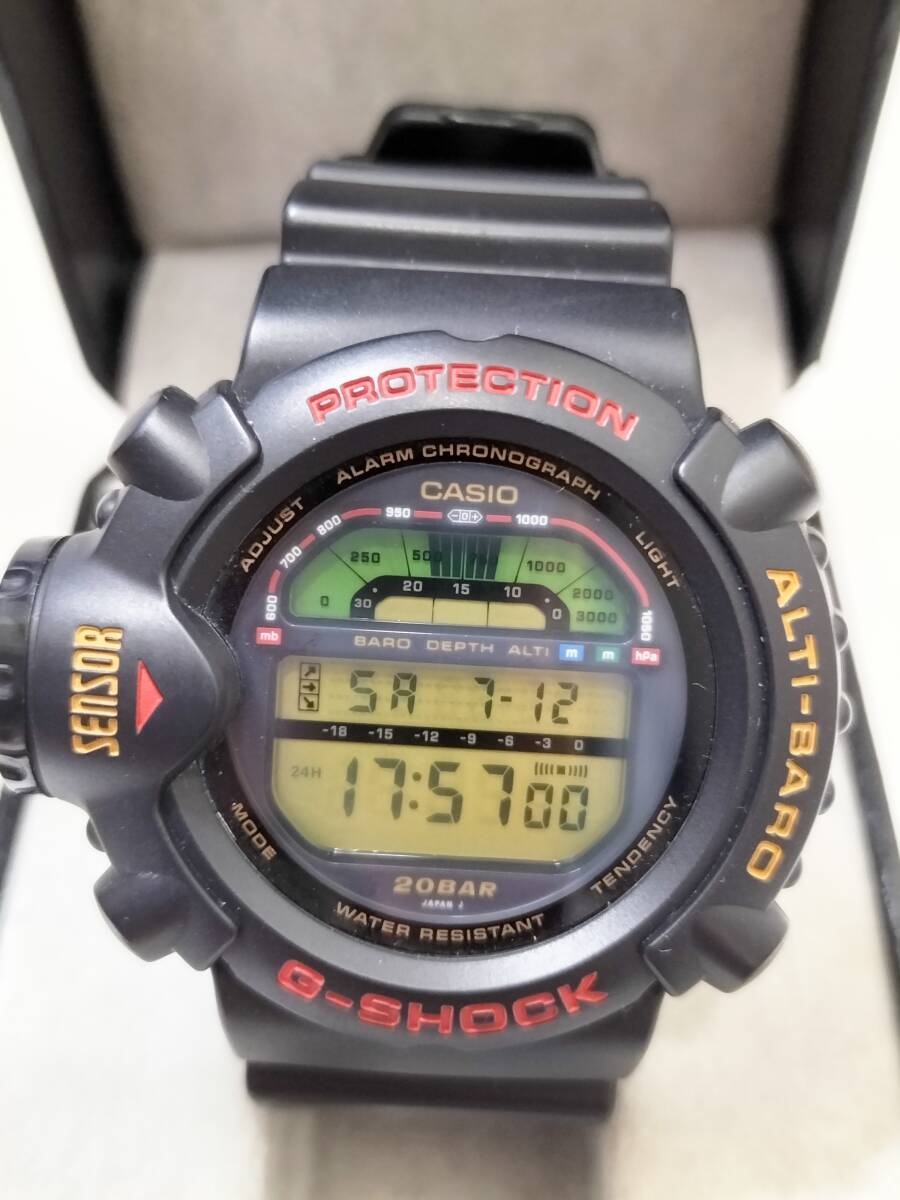 PROTECTION
ALARM CHRONOGRAPH
ADJUST
LIGHT
CASIO
600 700 800 950 -0+ 1000 1050
mb
hPa
0 250 500 1000 2000 3000
30 20 15 10 0
BARO DEPTH ALTI m m
SENSOR
ALTI-BARO
SA 7-12
-18 -15 -12 -9 -6 -3 0
24H
17:57 00
MODE
TENDENCY
20BAR
JAPAN J
WATER RESISTANT
G-SHOCK